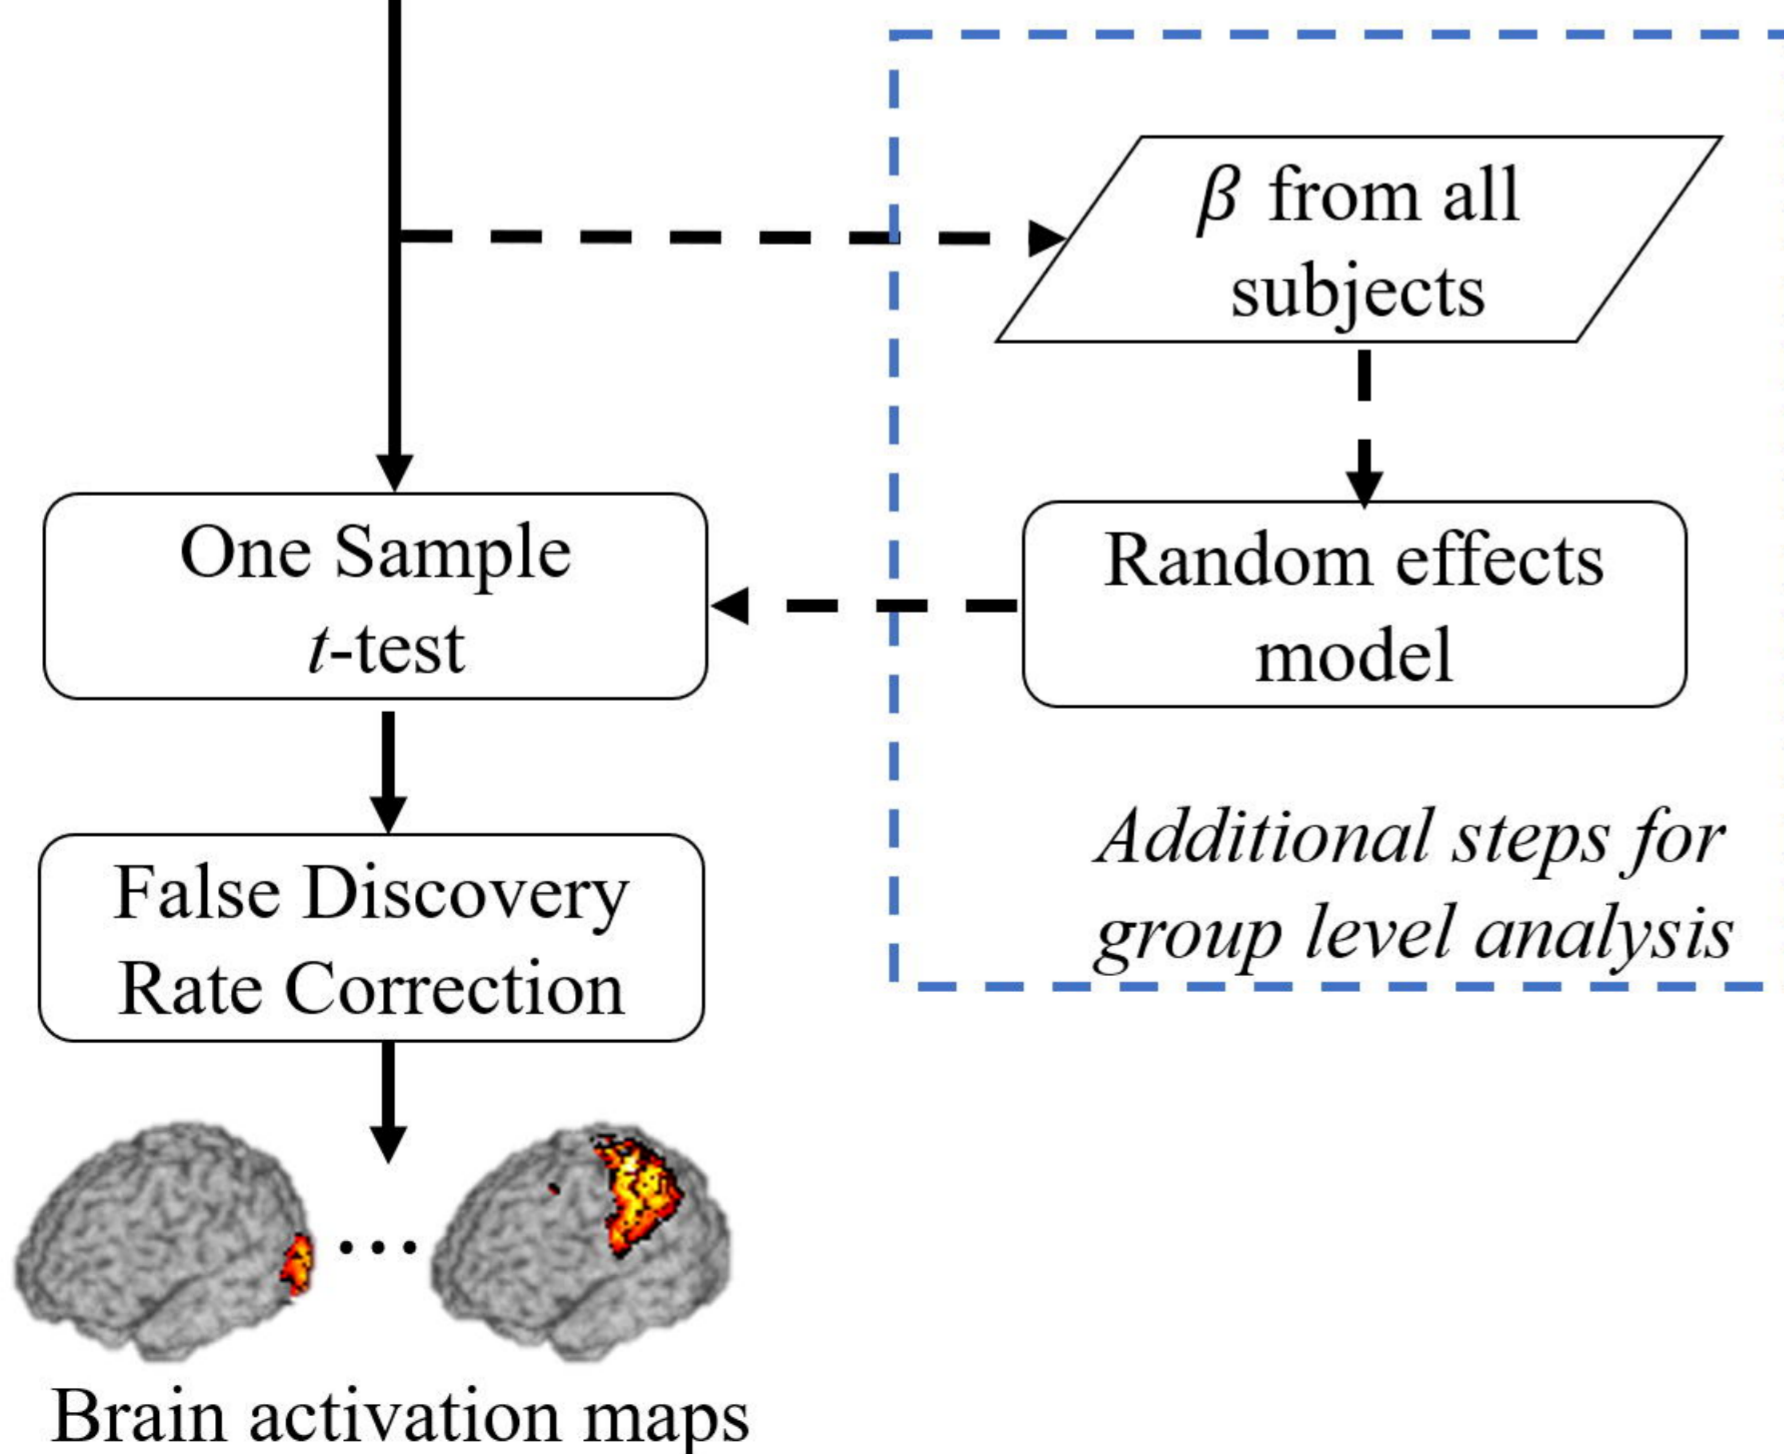 β from all
subjects
One Sample
t-test
Random effects
model
Additional steps for
group level analysis
False Discovery
Rate Correction
...
Brain activation maps